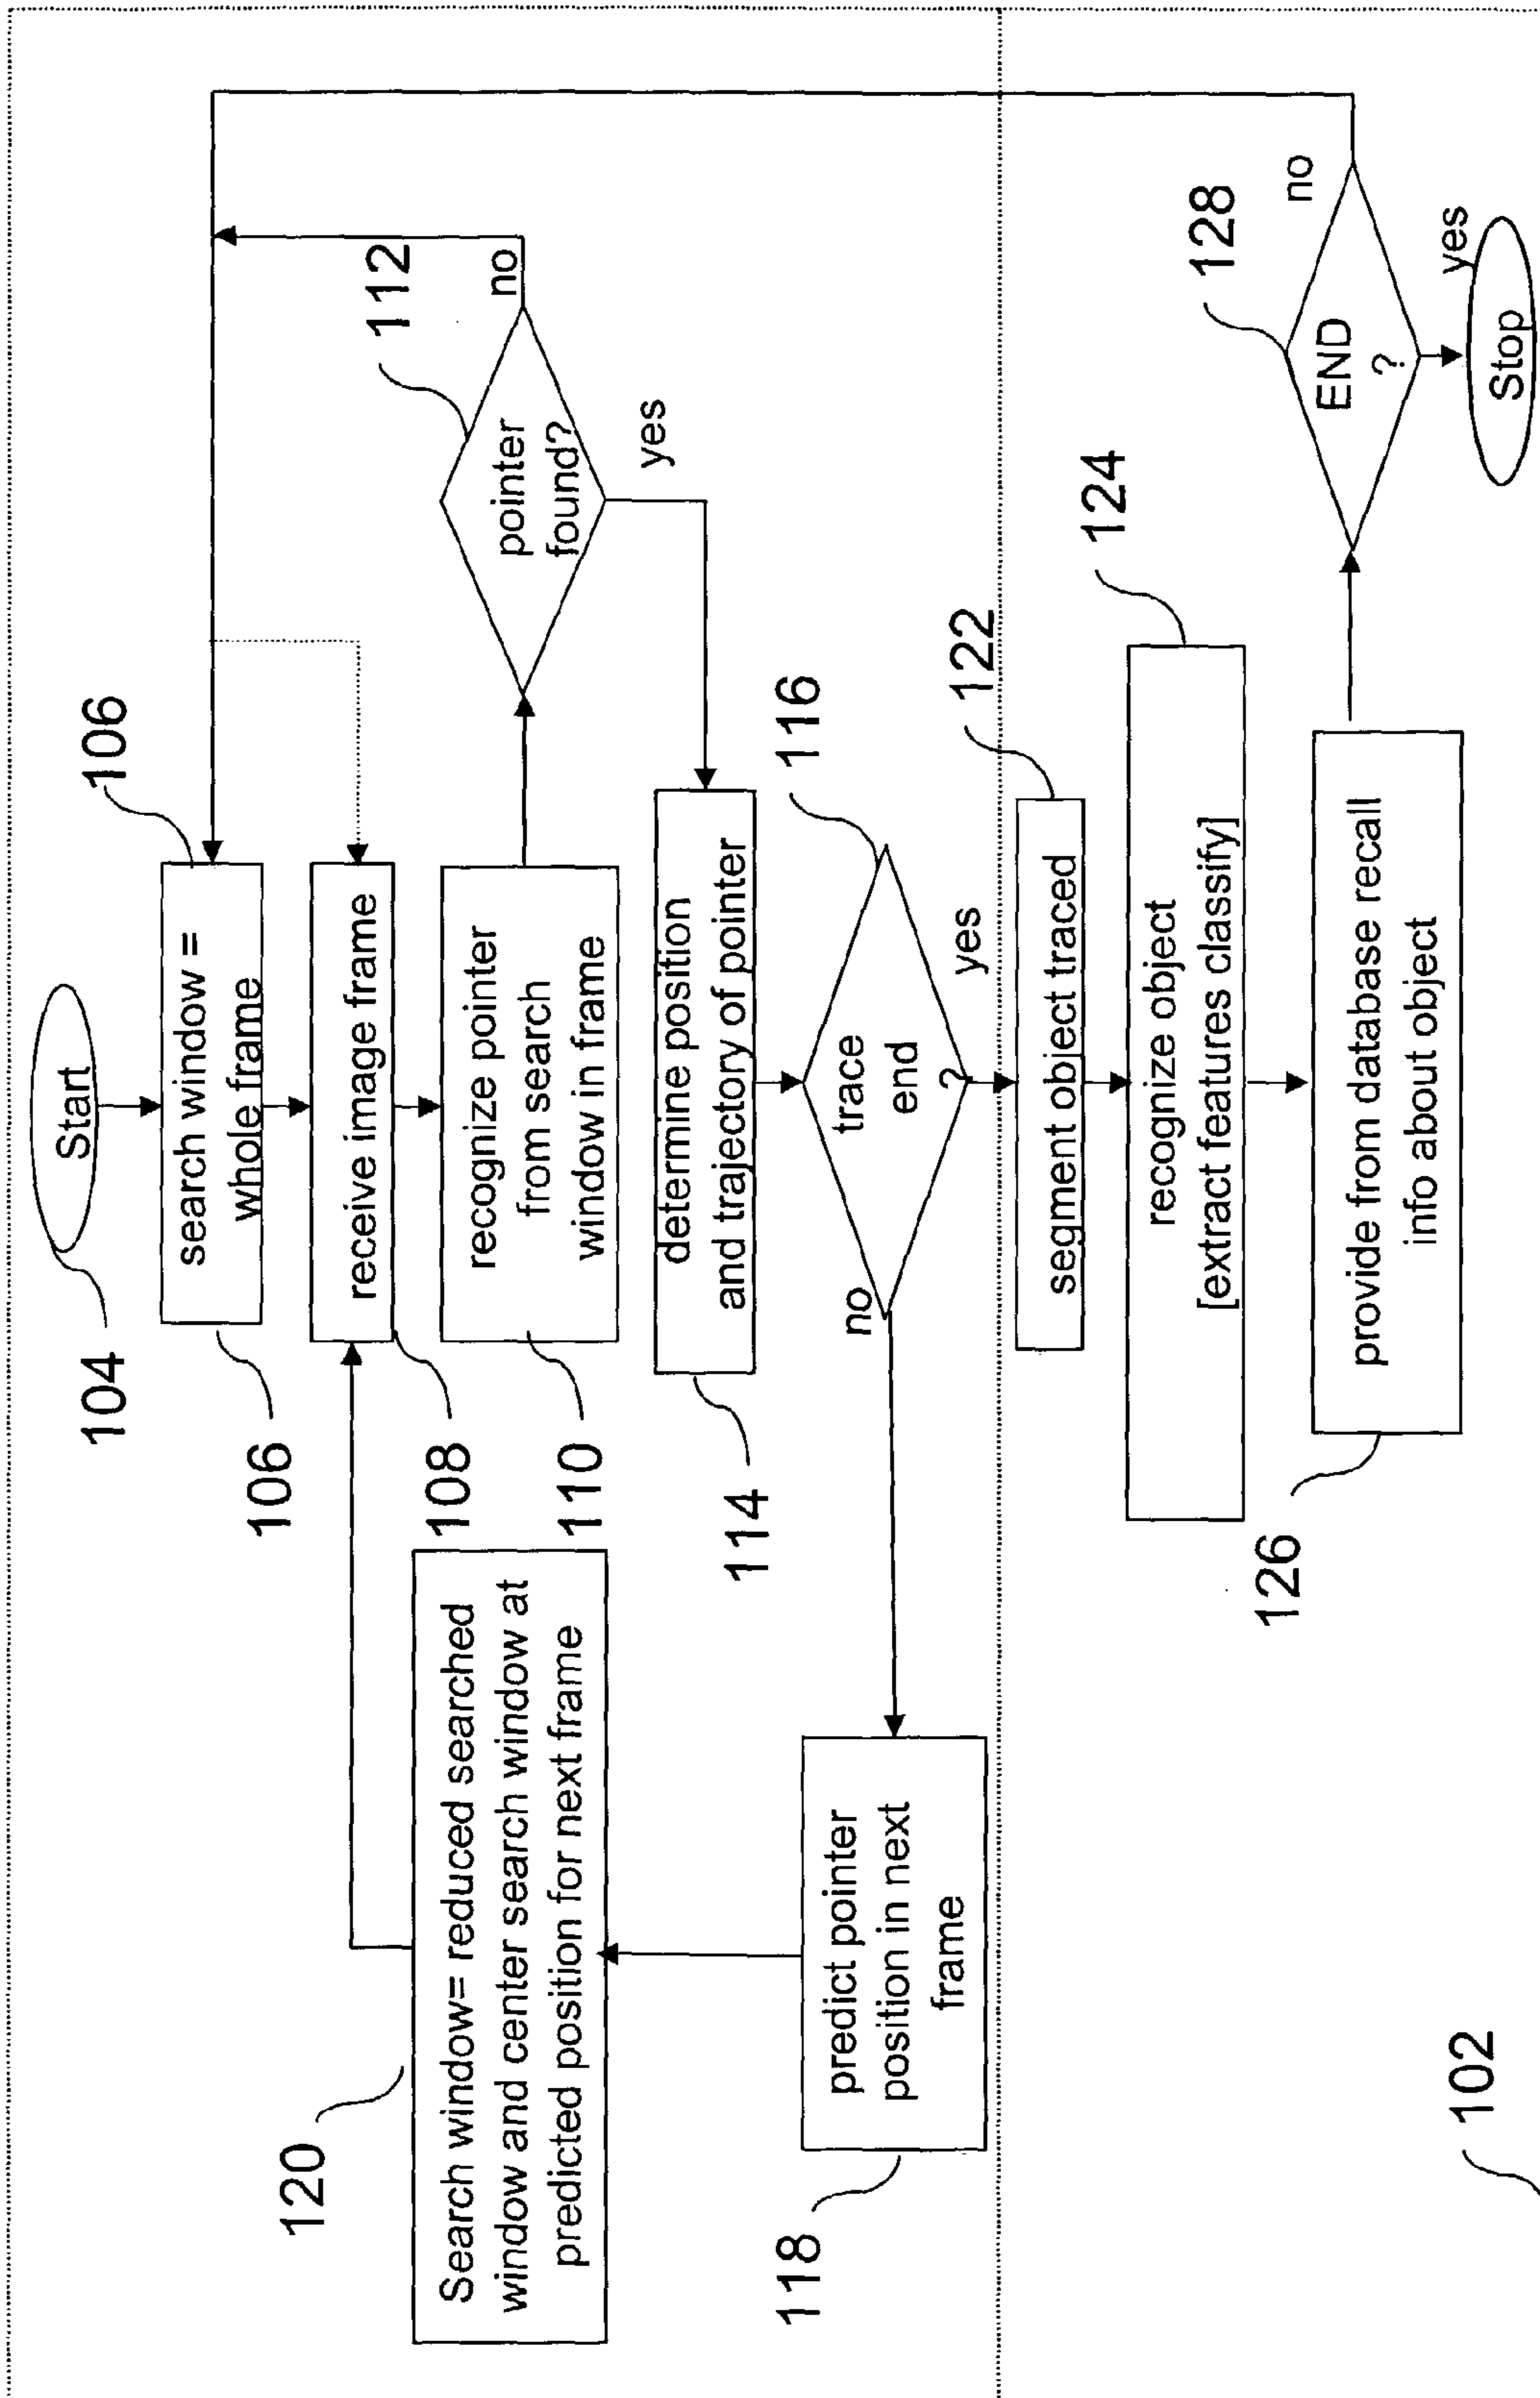 Start
104
search window =
whole frame
106
106
receive image frame
108
recognize pointer
from search
window in frame
110
pointer
found?
112
no
yes
determine position
and trajectory of pointer
114
trace
end
?
116
no
yes
predict pointer
position in next
frame
118
Search window= reduced searched
window and center search window at
predicted position for next frame
120
segment object traced
122
recognize object
[extract features classify]
124
provide from database recall
info about object
126
END
?
128
no
yes
Stop
102